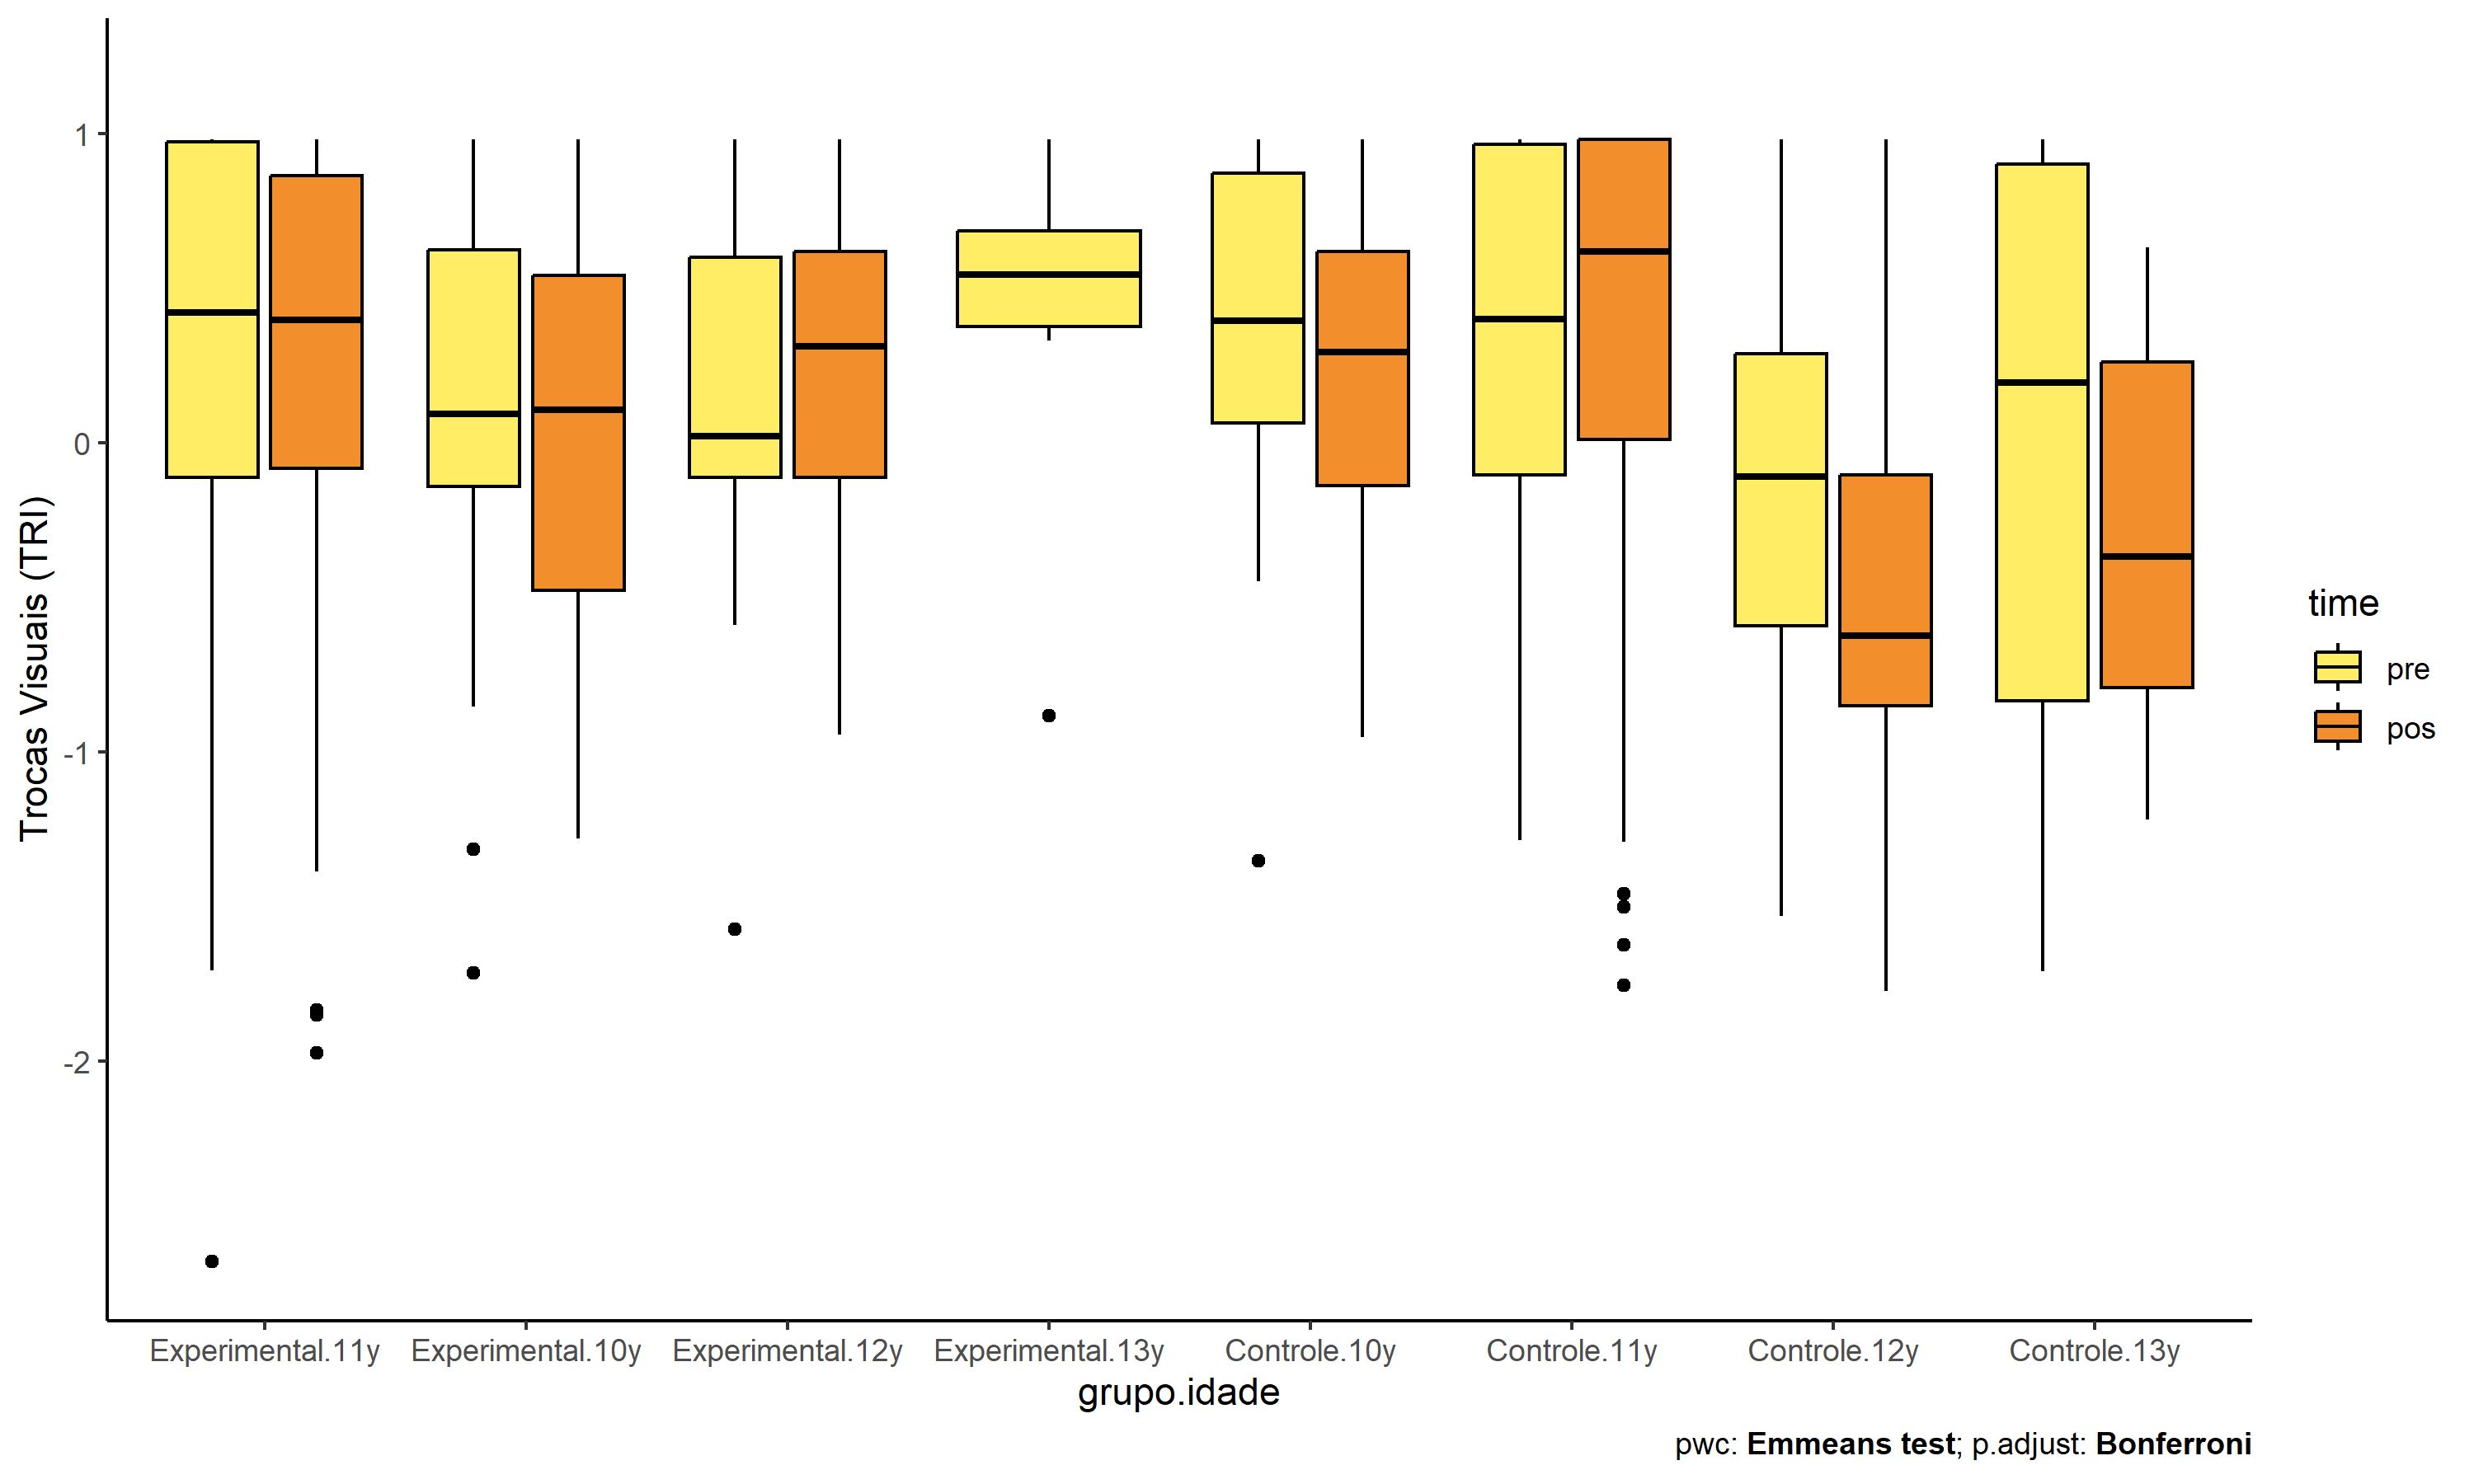 1
0
-1
-2
Trocas Visuais (TRI)
Experimental.11y
Experimental.10y
Experimental.12y
Experimental.13y
Controle.10y
Controle.11y
Controle.12y
Controle.13y
grupo.idade
time
pre
pos
pwc: Emmeans test; p.adjust: Bonferroni